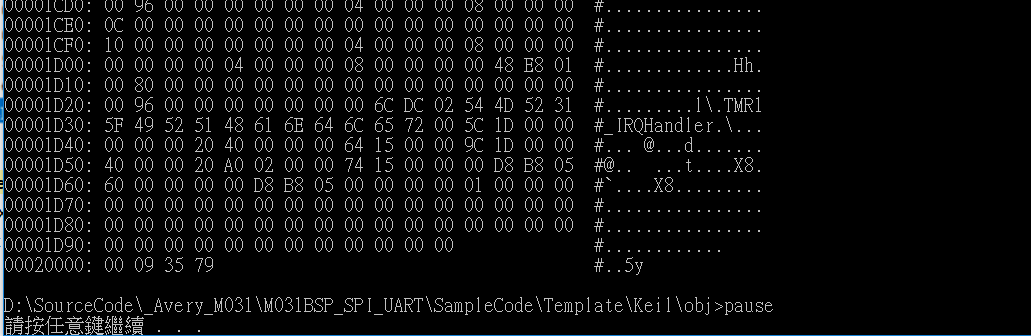 00001CD0: 00 96 00 00 00 00 00 00 04 00 00 00 08 00 00 00  #................
00001CE0: 0C 00 00 00 00 00 00 00 00 00 00 00 00 00 00 00  #................
00001CF0: 10 00 00 00 00 00 00 00 04 00 00 00 08 00 00 00  #................
00001D00: 00 00 00 00 04 00 00 00 08 00 00 00 00 48 E8 01  #.............Hh.
00001D10: 00 80 00 00 00 00 00 00 00 00 00 00 00 00 00 00  #................
00001D20: 00 96 00 00 00 00 00 00 00 6C DC 02 54 4D 52 31  #.........l\.TMR1
00001D30: 5F 49 52 51 48 61 6E 64 6C 65 72 00 5C 1D 00 00  #_IRQHandler.\...
00001D40: 00 00 00 20 40 00 00 00 64 15 00 00 9C 1D 00 00  #... @...d.......
00001D50: 40 00 00 20 A0 02 00 00 74 15 00 00 00 D8 B8 05  #@.. ...t....X8.
00001D60: 60 00 00 00 00 D8 B8 05 00 00 00 00 01 00 00 00  #`....X8.........
00001D70: 00 00 00 00 00 00 00 00 00 00 00 00 00 00 00 00  #................
00001D80: 00 00 00 00 00 00 00 00 00 00 00 00 00 00 00 00  #................
00001D90: 00 00 00 00 00 00 00 00 00 00 00 00  #............
00020000: 00 09 35 79  #..5y
D:\SourceCode\_Avery_M031\M031BSP_SPI_UART\SampleCode\Template\Keil\obj>pause
請按任意鍵繼續 . . .